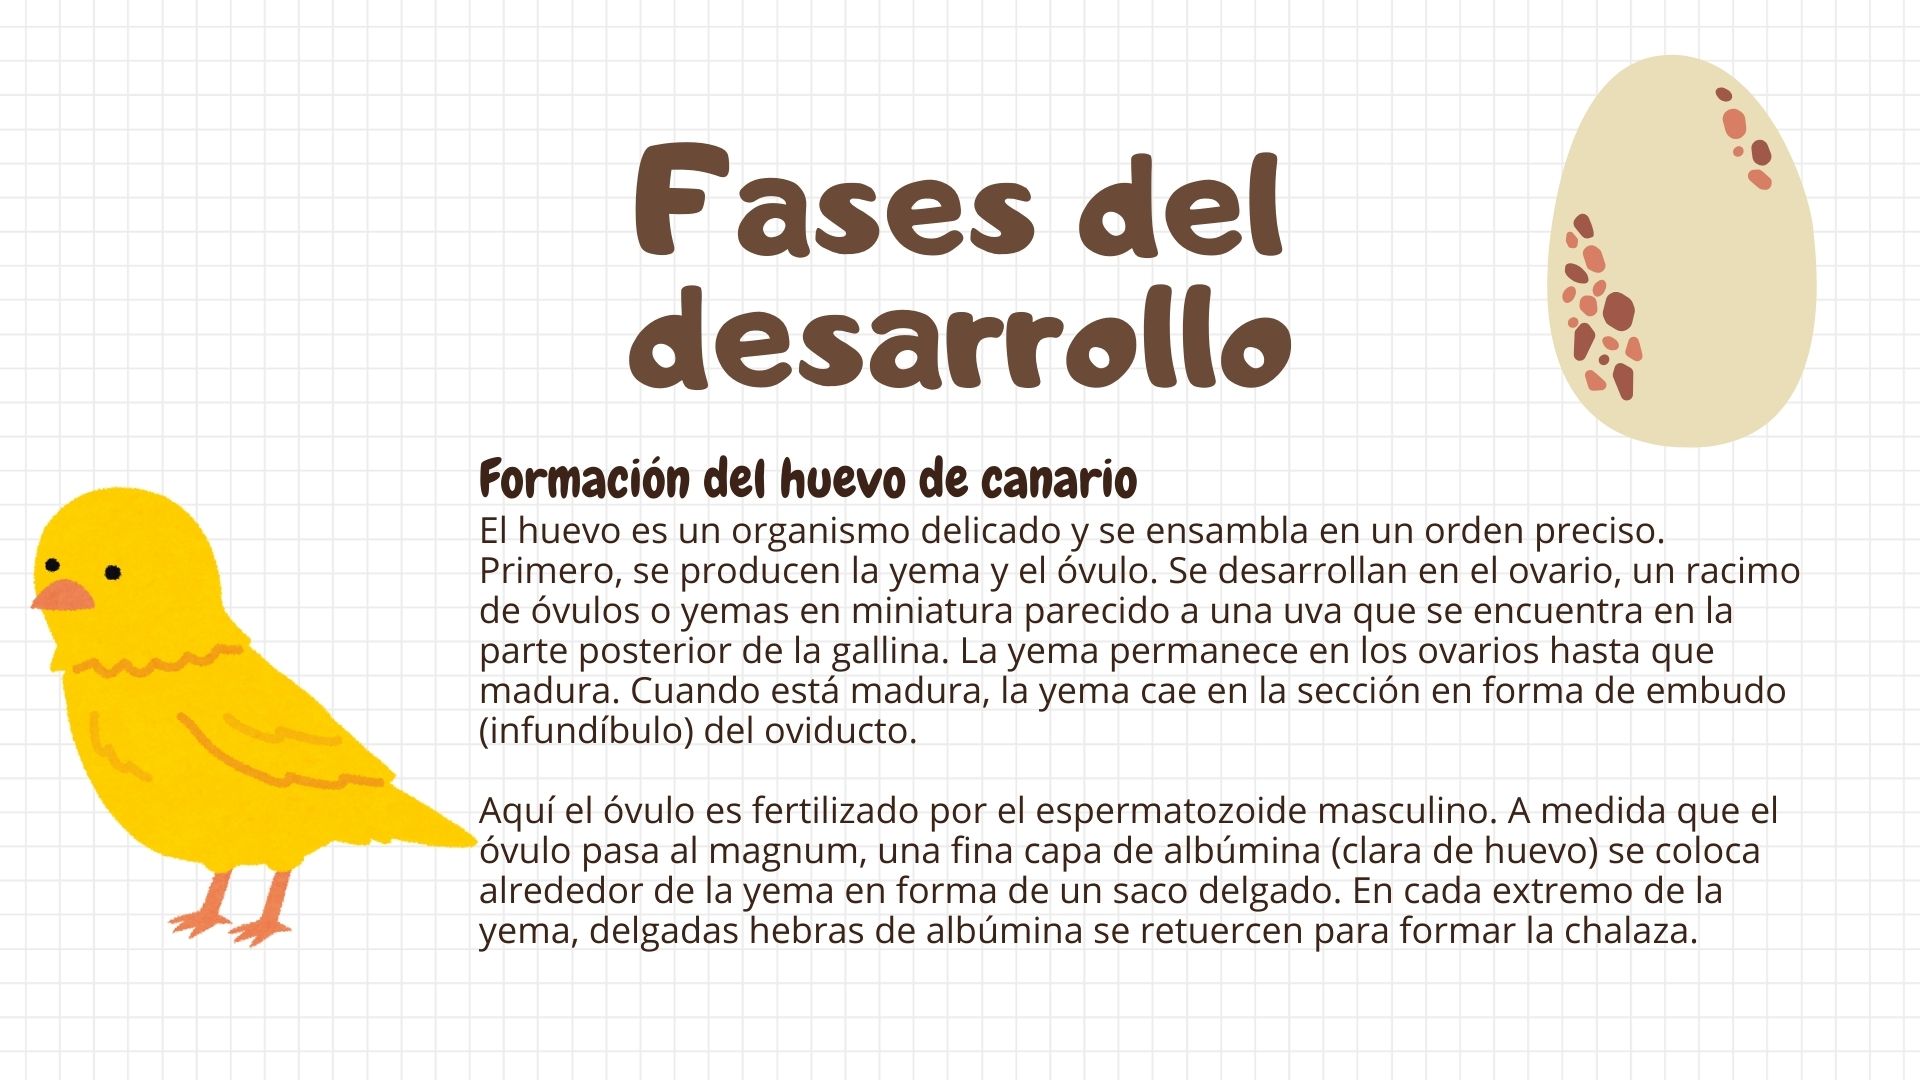 Fases del
desarrollo
Formación del huevo de canario
El huevo es un organismo delicado y se ensambla en un orden preciso.
Primero, se producen la yema y el óvulo. Se desarrollan en el ovario, un racimo
de óvulos o yemas en miniatura parecido a una uva que se encuentra en la
parte posterior de la gallina. La yema permanece en los ovarios hasta que
madura. Cuando está madura, la yema cae en la sección en forma de embudo
(infundíbulo) del oviducto.
Aquí el óvulo es fertilizado por el espermatozoide masculino. A medida que el
óvulo pasa al magnum, una fina capa de albúmina (clara de huevo) se coloca
alrededor de la yema en forma de un saco delgado. En cada extremo de la
yema, delgadas hebras de albúmina se retuercen para formar la chalaza.